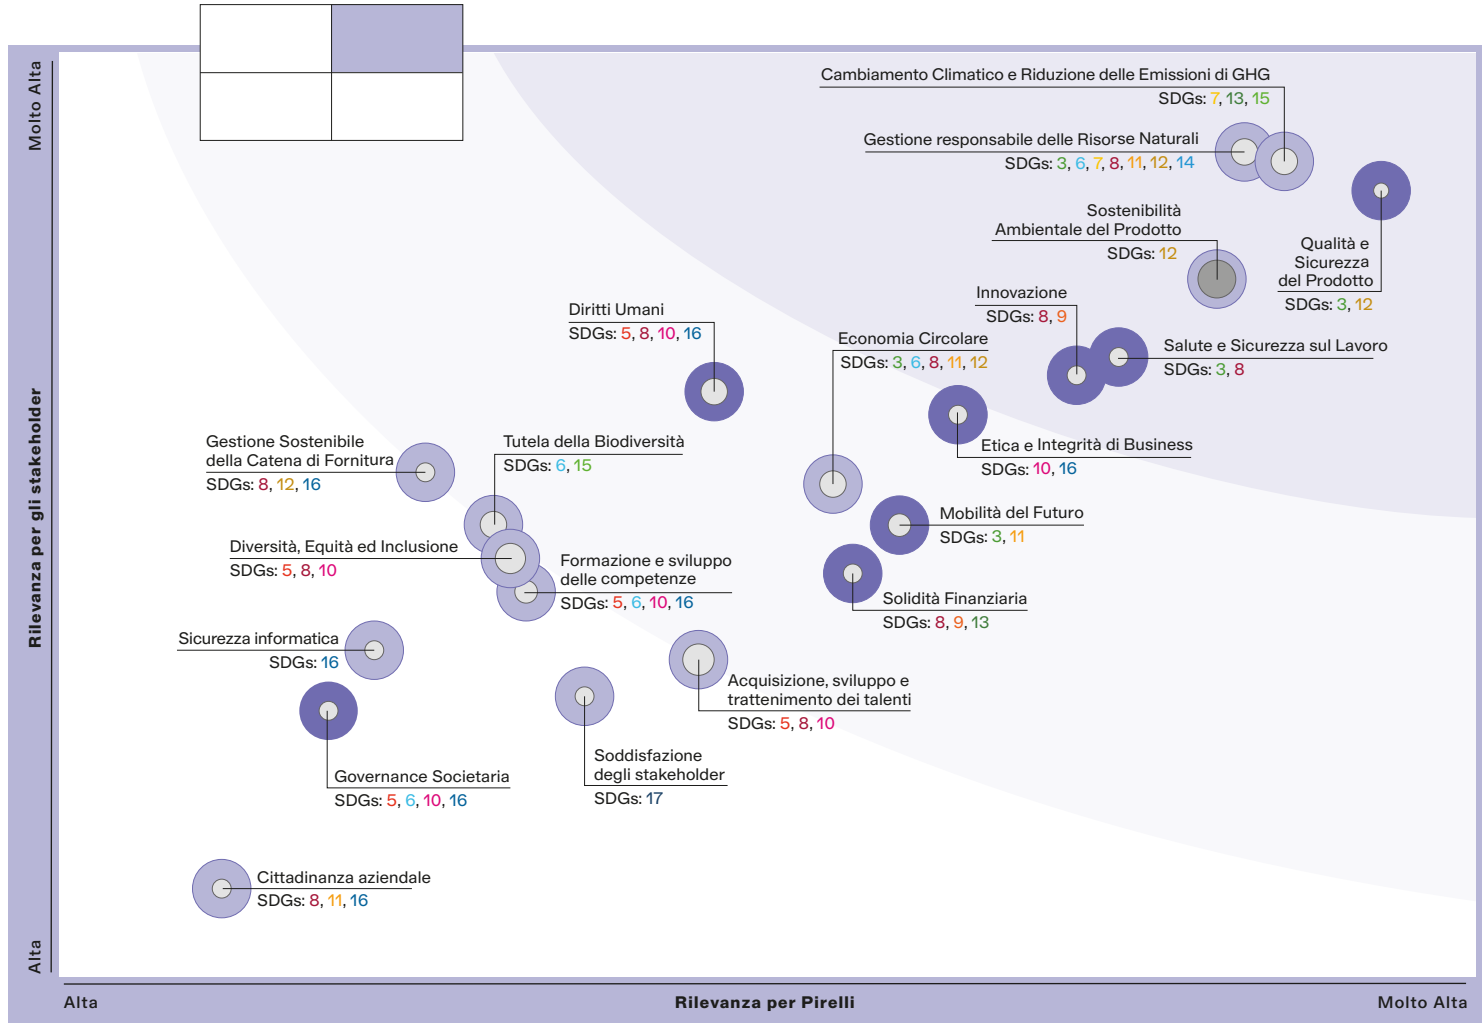 Molto Alta
Rilevanza per gli stakeholder
Alta
Cambiamento Climatico e Riduzione delle Emissioni di GHG
SDGs: 7, 13, 15
Gestione responsabile delle Risorse Naturali
SDGs: 3, 6, 7, 8, 11, 12, 14
Sostenibilità
Ambientale del Prodotto
SDGs: 12
Qualità e
Sicurezza
del Prodotto
SDGs: 3, 12
Innovazione
SDGs: 8, 9
Diritti Umani
SDGs: 5, 8, 10, 16
Economia Circolare
SDGs: 3, 6, 8, 11, 12
Salute e Sicurezza sul Lavoro
SDGs: 3, 8
Etica e Integrità di Business
SDGs: 10, 16
Gestione Sostenibile
della Catena di Fornitura
SDGs: 8, 12, 16
Tutela della Biodiversità
SDGs: 6, 15
Mobilità del Futuro
SDGs: 3, 11
Diversità, Equità ed Inclusione
SDGs: 5, 8, 10
Formazione e sviluppo
delle competenze
SDGs: 5, 6, 10, 16
Solidità Finanziaria
SDGs: 8, 9, 13
Sicurezza informatica
SDGs: 16
Acquisizione, sviluppo e
trattenimento dei talenti
SDGs: 5, 8, 10
Soddisfazione
degli stakeholder
SDGs: 17
Governance Societaria
SDGs: 5, 6, 10, 16
Cittadinanza aziendale
SDGs: 8, 11, 16
Alta
Rilevanza per Pirelli
Molto Alta